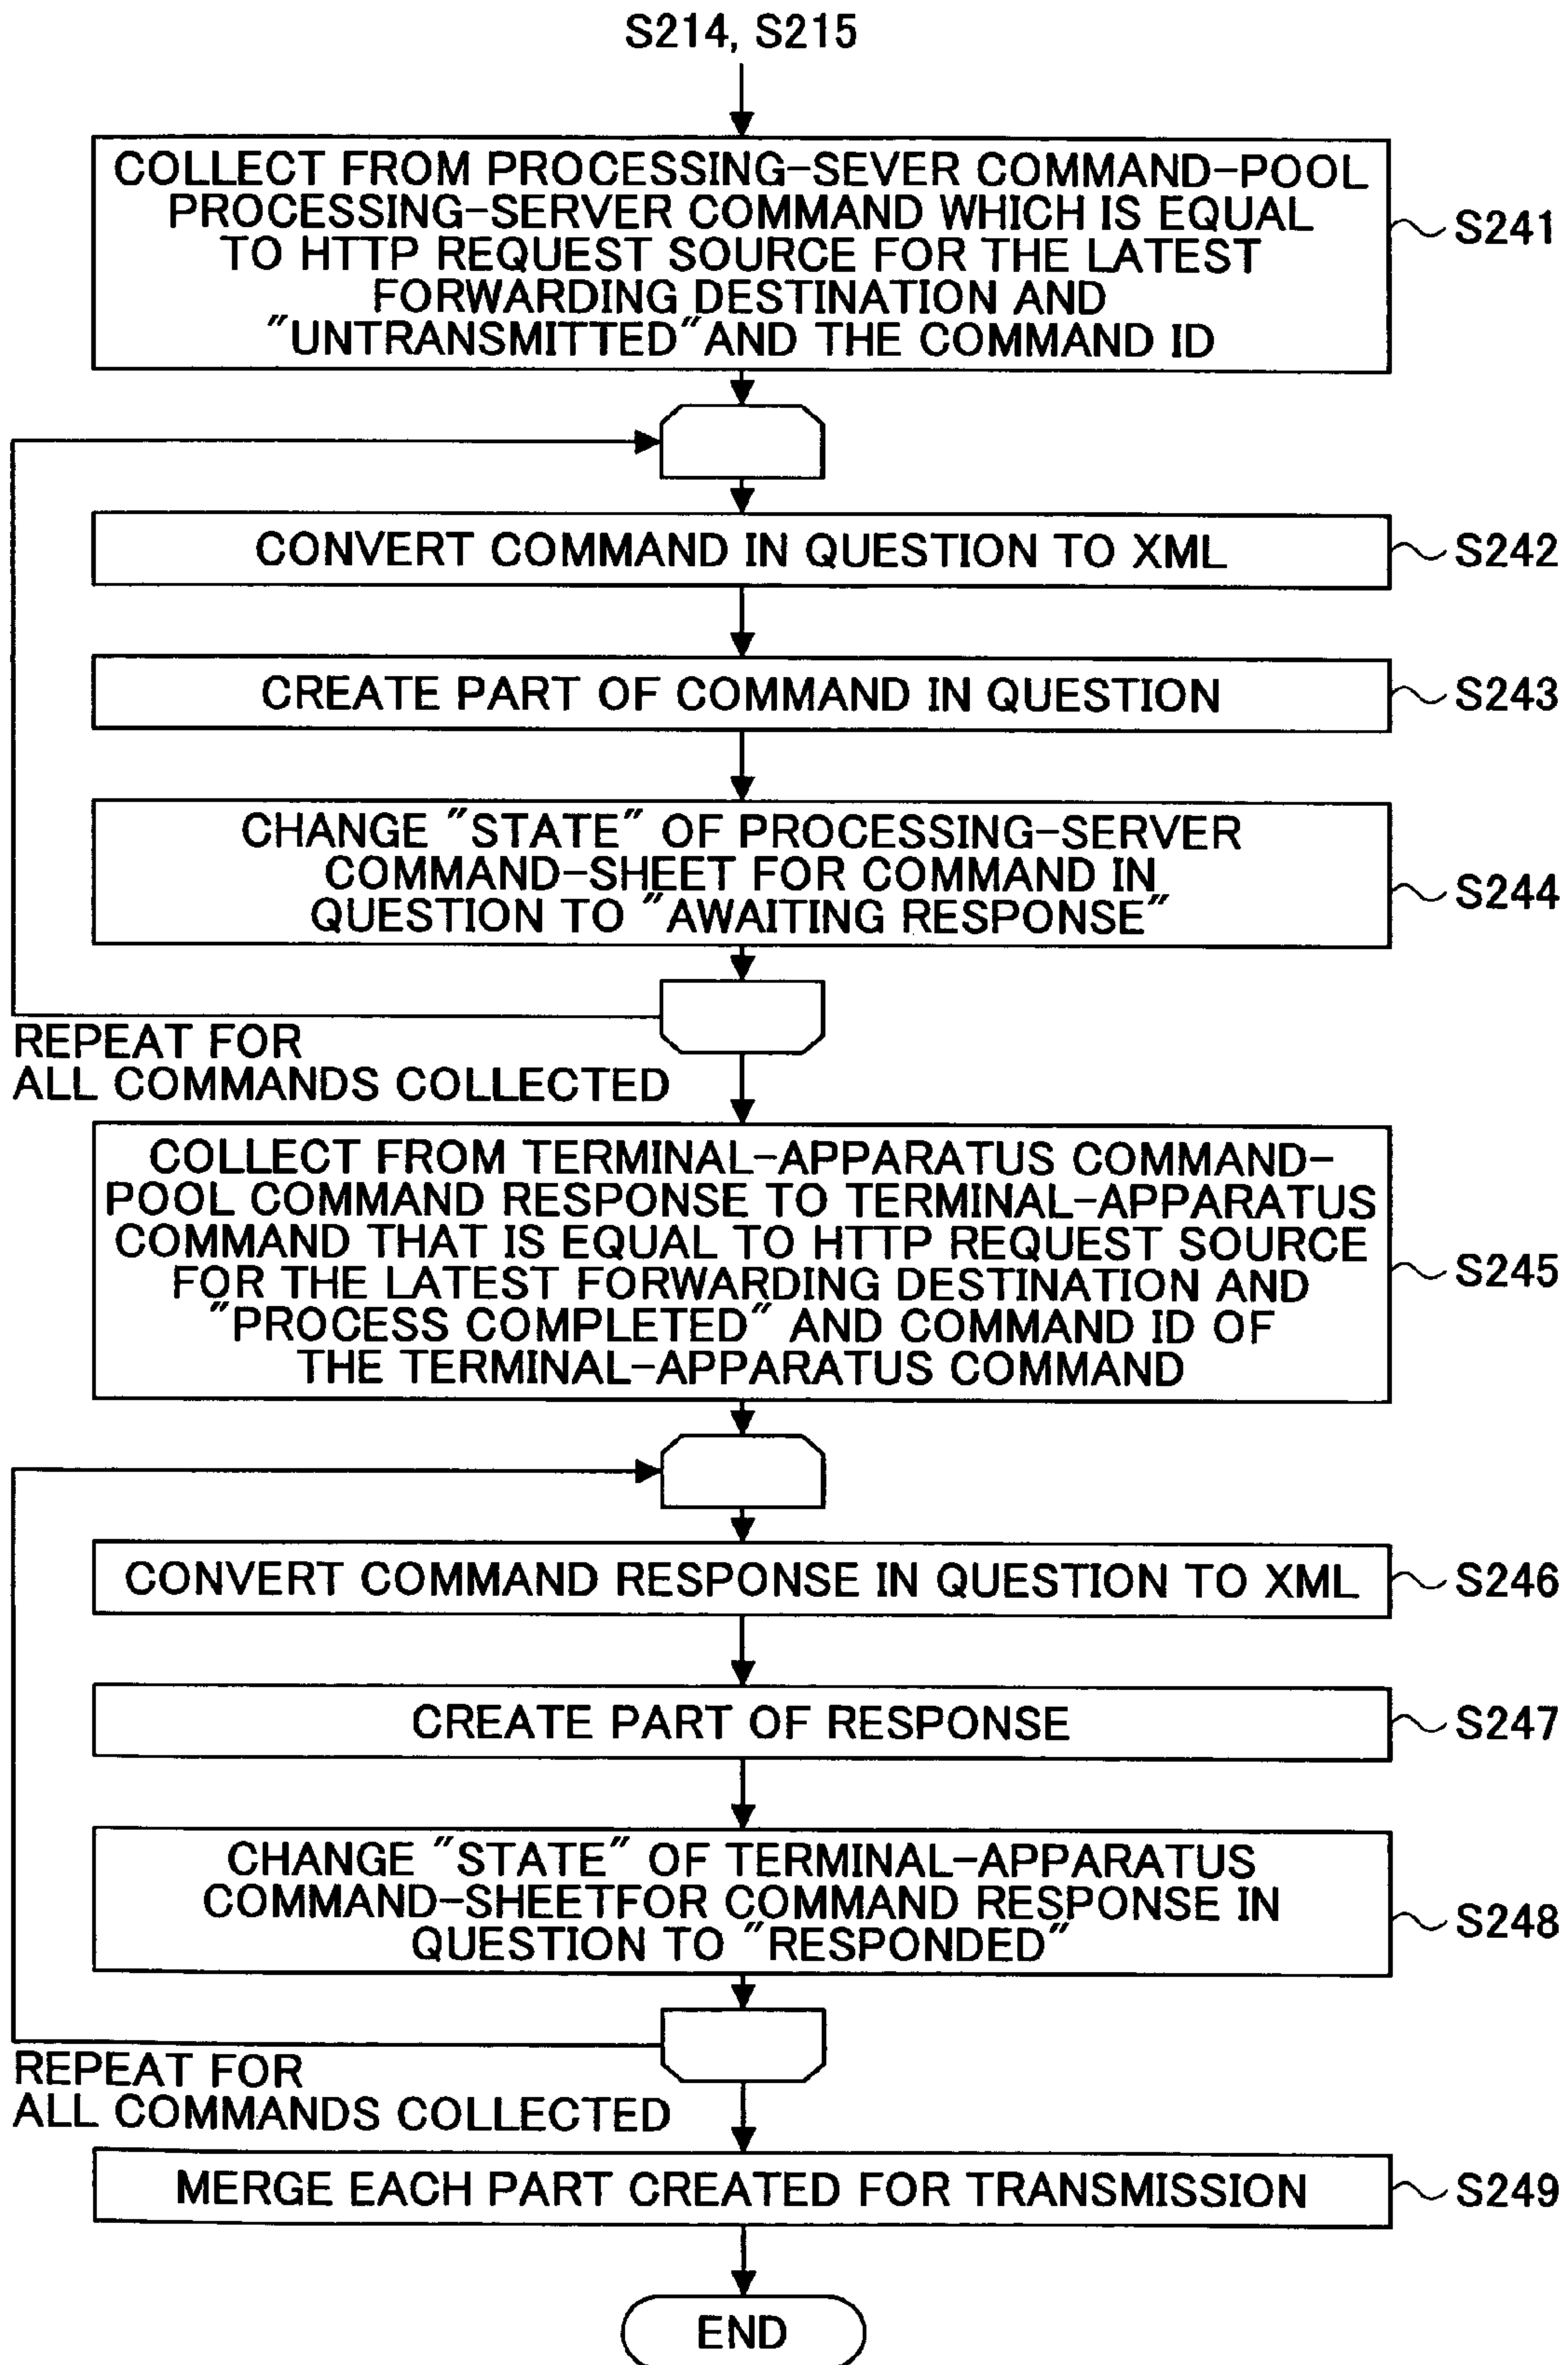 S214, S215
COLLECT FROM PROCESSING-SEVER COMMAND-POOL
PROCESSING-SERVER COMMAND WHICH IS EQUAL
TO HTTP REQUEST SOURCE FOR THE LATEST
FORWARDING DESTINATION AND
"UNTRANSMITTED"AND THE COMMAND ID
S241
CONVERT COMMAND IN QUESTION TO XML
S242
CREATE PART OF COMMAND IN QUESTION
S243
CHANGE "STATE" OF PROCESSING-SERVER
COMMAND-SHEET FOR COMMAND IN
QUESTION TO "AWAITING RESPONSE"
S244
REPEAT FOR
ALL COMMANDS COLLECTED
COLLECT FROM TERMINAL-APPARATUS COMMAND-
POOL COMMAND RESPONSE TO TERMINAL-APPARATUS
COMMAND THAT IS EQUAL TO HTTP REQUEST SOURCE
FOR THE LATEST FORWARDING DESTINATION AND
"PROCESS COMPLETED" AND COMMAND ID OF
THE TERMINAL-APPARATUS COMMAND
S245
CONVERT COMMAND RESPONSE IN QUESTION TO XML
S246
CREATE PART OF RESPONSE
S247
CHANGE "STATE" OF TERMINAL-APPARATUS
COMMAND-SHEETFOR COMMAND RESPONSE IN
QUESTION TO "RESPONDED"
S248
REPEAT FOR
ALL COMMANDS COLLECTED
MERGE EACH PART CREATED FOR TRANSMISSION
S249
END